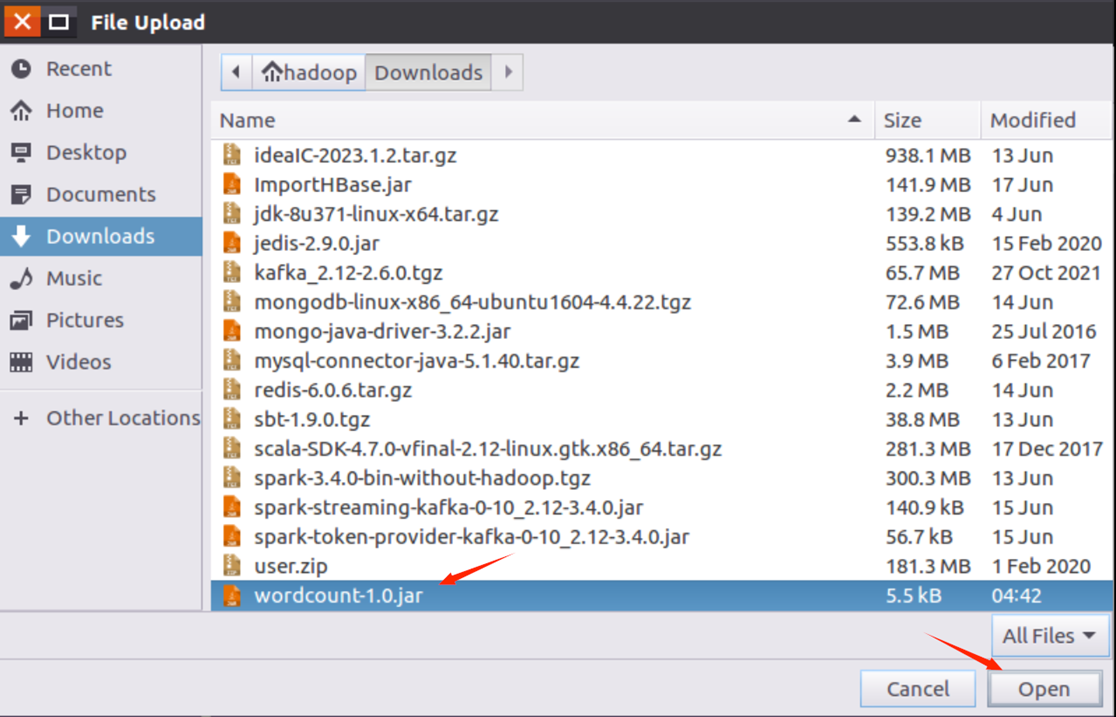 File Upload
Recent
Home
Desktop
Documents
Downloads
Music
Pictures
Videos
+ Other Locations
hadoop Downloads
Name Size Modified
ideaIC-2023.1.2.tar.gz 938.1 MB 13 Jun
ImportHBase.jar 141.9 MB 17 Jun
jdk-8u371-linux-x64.tar.gz 139.2 MB 4 Jun
jedis-2.9.0.jar 553.8 kB 15 Feb 2020
kafka_2.12-2.6.0.tgz 65.7 MB 27 Oct 2021
mongodb-linux-x86_64-ubuntu1604-4.4.22.tgz 72.6 MB 14 Jun
mongo-java-driver-3.2.2.jar 1.5 MB 25 Jul 2016
mysql-connector-java-5.1.40.tar.gz 3.9 MB 6 Feb 2017
redis-6.0.6.tar.gz 2.2 MB 14 Jun
sbt-1.9.0.tgz 38.8 MB 13 Jun
scala-SDK-4.7.0-vfinal-2.12-linux.gtk.x86_64.tar.gz 281.3 MB 17 Dec 2017
spark-3.4.0-bin-without-hadoop.tgz 300.3 MB 13 Jun
spark-streaming-kafka-0-10_2.12-3.4.0.jar 140.9 kB 15 Jun
spark-token-provider-kafka-0-10_2.12-3.4.0.jar 56.7 kB 15 Jun
user.zip 181.3 MB 1 Feb 2020
wordcount-1.0.jar 5.5 kB 04:42
All Files
Cancel Open